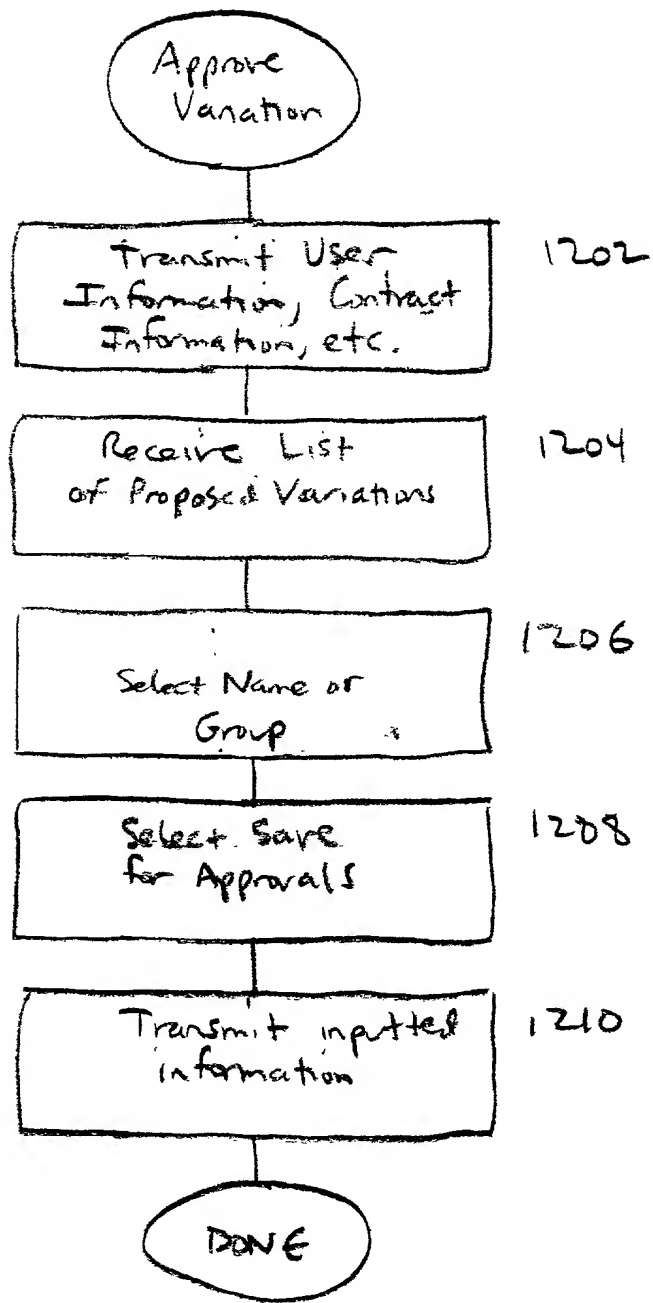 Approve
Variation
Transmit User
Information, Contract
Information, etc.
1202
Receive List
of Proposed Variations
1204
Select Name or
Group
1206
Select Save
for Approvals
1208
Transmit inputted
information
1210
DONE